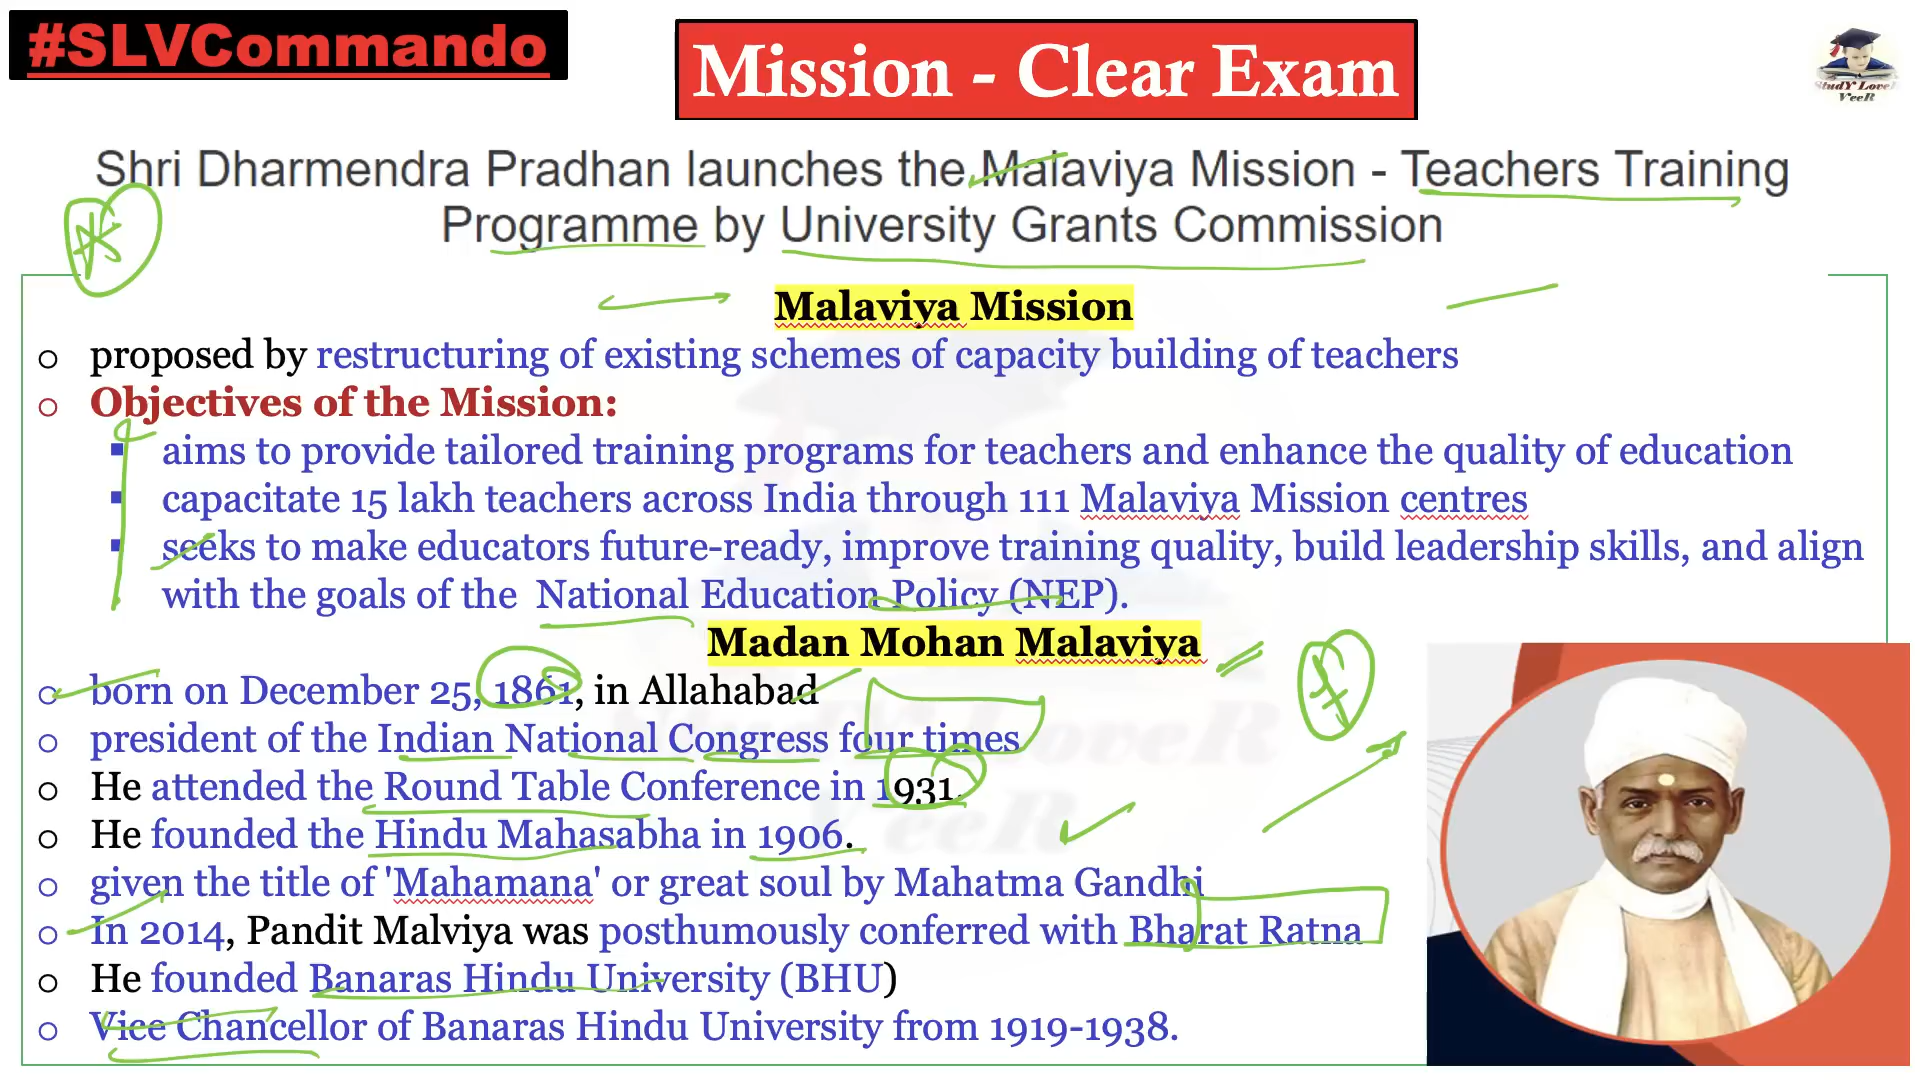 #SLVCommando
Mission - Clear Exam
StudY LoveR
VeeR
Shri Dharmendra Pradhan launches the Malaviya Mission - Teachers Training
Programme by University Grants Commission
Malaviya Mission
o proposed by restructuring of existing schemes of capacity building of teachers
o Objectives of the Mission:
▪ aims to provide tailored training programs for teachers and enhance the quality of education
▪ capacitate 15 lakh teachers across India through 111 Malaviya Mission centres
▪ seeks to make educators future-ready, improve training quality, build leadership skills, and align
with the goals of the National Education Policy (NEP).
Madan Mohan Malaviya
o born on December 25, 1861, in Allahabad
o president of the Indian National Congress four times
o He attended the Round Table Conference in 1931.
o He founded the Hindu Mahasabha in 1906.
o given the title of 'Mahamana' or great soul by Mahatma Gandhi
o In 2014, Pandit Malviya was posthumously conferred with Bharat Ratna
o He founded Banaras Hindu University (BHU)
o Vice Chancellor of Banaras Hindu University from 1919-1938.
StudY LoveR
VeeR